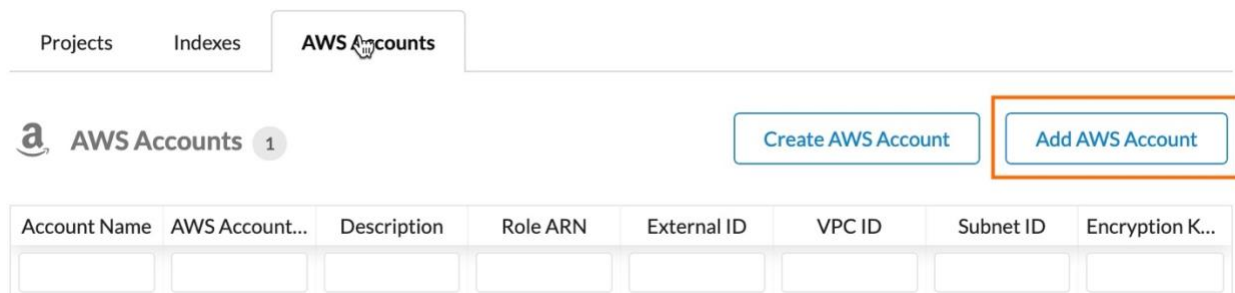 Projects Indexes AWS Accounts
AWS Accounts 1 Create AWS Account Add AWS Account
Account Name AWS Account... Description Role ARN External ID VPC ID Subnet ID Encryption K...